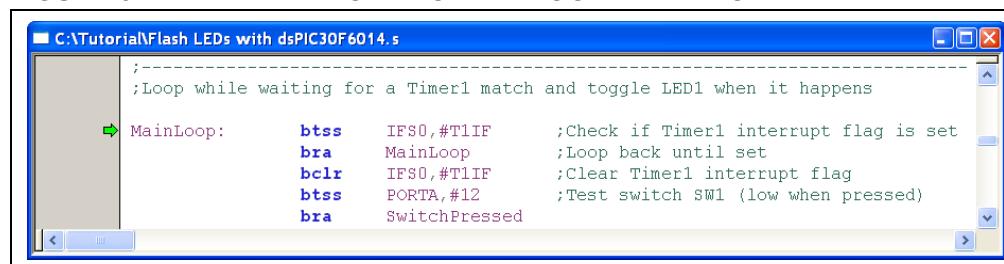 C:\Tutorial\Flash LEDs with dsPIC30F6014.s
;---------------------------------------------------------------
;Loop while waiting for a Timer1 match and toggle LED1 when it happens
MainLoop: btss IFS0,#T1IF ;Check if Timer1 interrupt flag is set
bra MainLoop ;Loop back until set
bclr IFS0,#T1IF ;Clear Timer1 interrupt flag
btss PORTA,#12 ;Test switch SW1 (low when pressed)
bra SwitchPressed